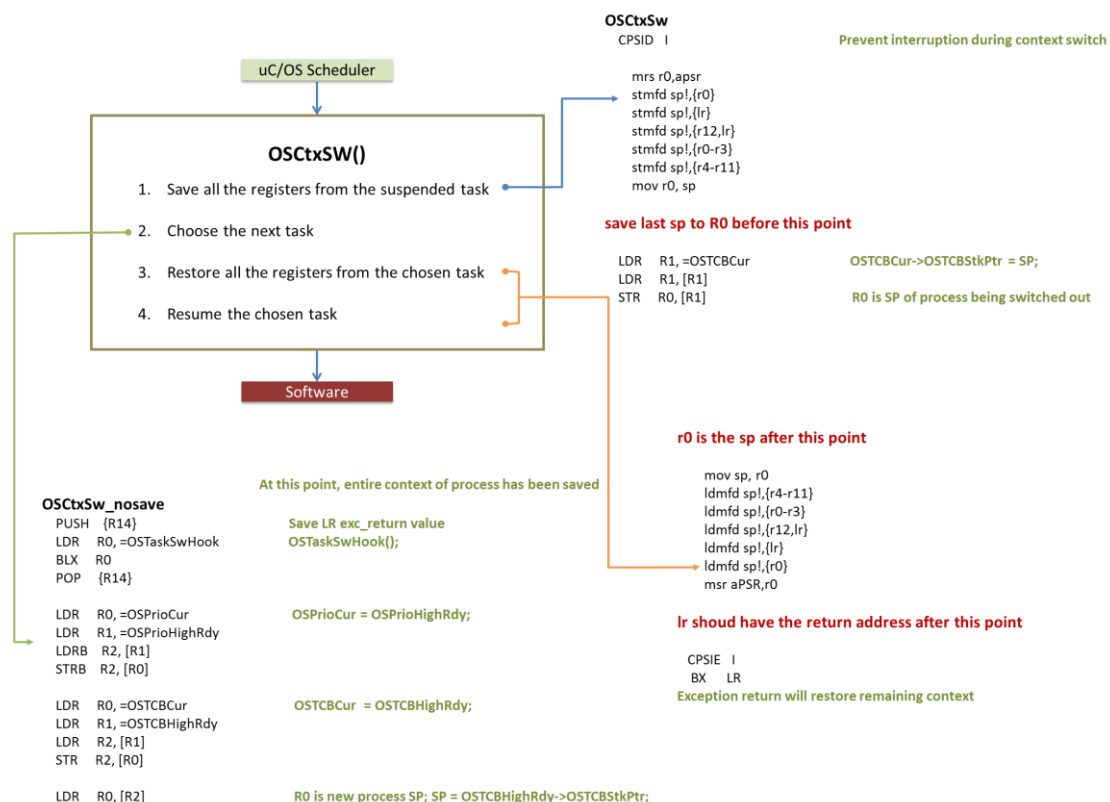 uC/OS Scheduler
OSCtxSW()
1. Save all the registers from the suspended task
2. Choose the next task
3. Restore all the registers from the chosen task
4. Resume the chosen task
Software
OSCtxSw
CPSID I Prevent interruption during context switch
mrs r0,apsr
stmfd sp!,{r0}
stmfd sp!,{lr}
stmfd sp!,{r12,lr}
stmfd sp!,{r0-r3}
stmfd sp!,{r4-r11}
mov r0, sp
save last sp to R0 before this point
LDR R1, =OSTCBCur OSTCBCur->OSTCBStkPtr = SP;
LDR R1, [R1]
STR R0, [R1] R0 is SP of process being switched out
At this point, entire context of process has been saved
OSCtxSw_nosave
PUSH {R14} Save LR exc_return value
LDR R0, =OSTaskSwHook OSTaskSwHook();
BLX R0
POP {R14}
LDR R0, =OSPrioCur OSPrioCur = OSPrioHighRdy;
LDR R1, =OSPrioHighRdy
LDRB R2, [R1]
STRB R2, [R0]
LDR R0, =OSTCBCur OSTCBCur = OSTCBHighRdy;
LDR R1, =OSTCBHighRdy
LDR R2, [R1]
STR R2, [R0]
LDR R0, [R2] R0 is new process SP; SP = OSTCBHighRdy->OSTCBStkPtr;
r0 is the sp after this point
mov sp, r0
ldmfd sp!,{r4-r11}
ldmfd sp!,{r0-r3}
ldmfd sp!,{r12,lr}
ldmfd sp!,{lr}
ldmfd sp!,{r0}
msr aPSR,r0
lr shoud have the return address after this point
CPSIE I
BX LR
Exception return will restore remaining context